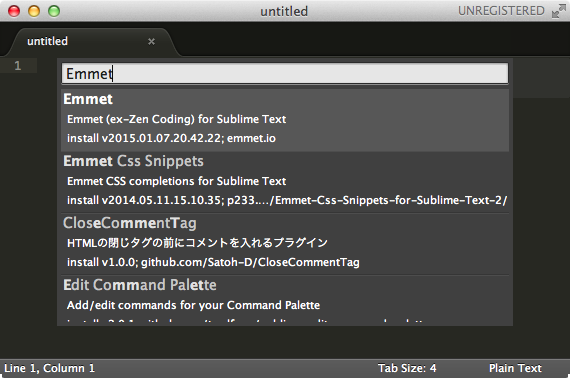 untitled
UNREGISTERED
untitled
1
Emmet
Emmet
Emmet (ex-Zen Coding) for Sublime Text
install v2015.01.07.20.42.22; emmet.io
Emmet Css Snippets
Emmet CSS completions for Sublime Text
install v2014.05.11.15.10.35; p233.…/Emmet-Css-Snippets-for-Sublime-Text-2/
CloseCommentTag
HTMLの閉じタグの前にコメントを入れるプラグイン
install v1.0.0; github.com/Satoh-D/CloseCommentTag
Edit Command Palette
Add/edit commands for your Command Palette
Line 1, Column 1
Tab Size: 4
Plain Text